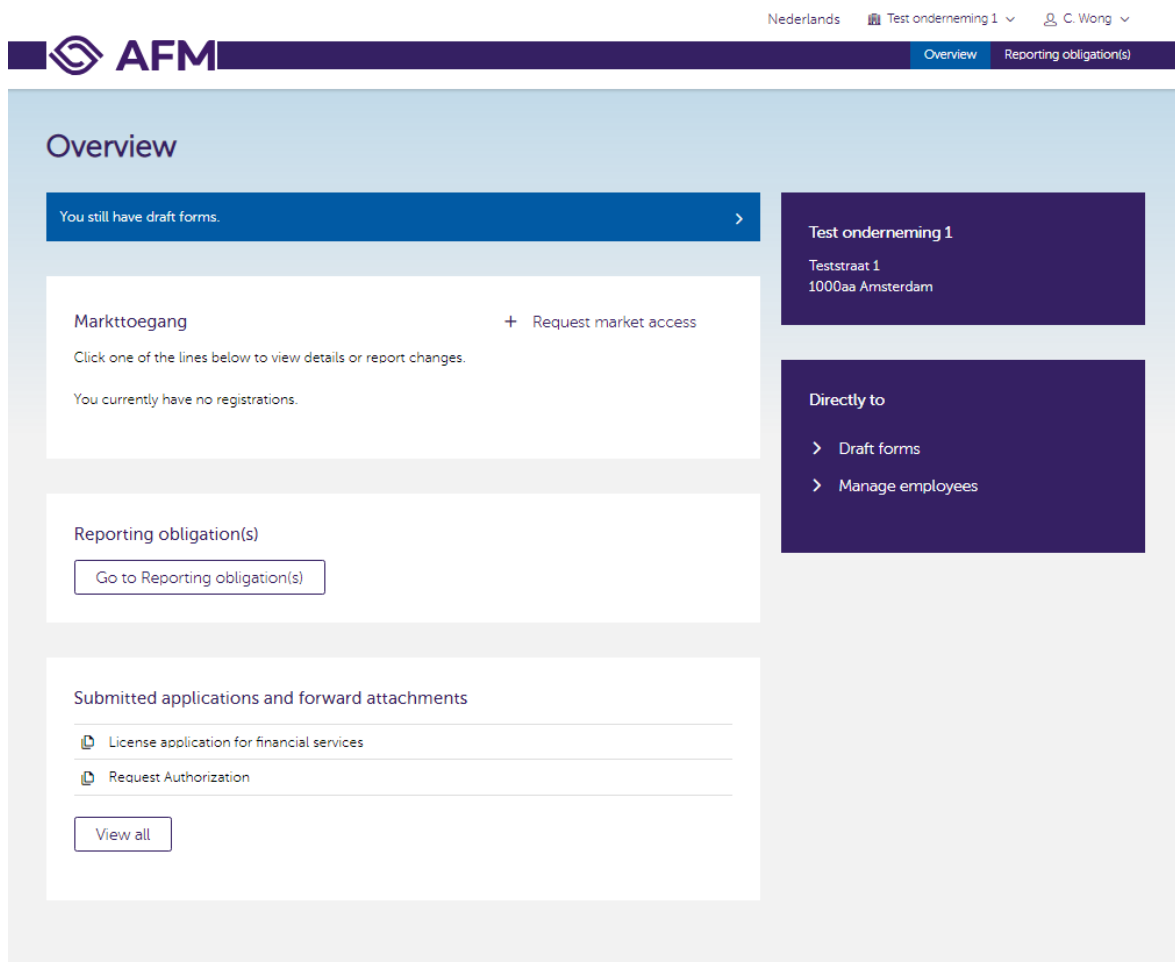 Nederlands
Test onderneming 1
C. Wong
AFM
Overview
Reporting obligation(s)
Overview
You still have draft forms.
Markttoegang
+ Request market access
Click one of the lines below to view details or report changes.
You currently have no registrations.
Reporting obligation(s)
Go to Reporting obligation(s)
Submitted applications and forward attachments
License application for financial services
Request Authorization
View all
Test onderneming 1
Teststraat 1
1000aa Amsterdam
Directly to
Draft forms
Manage employees